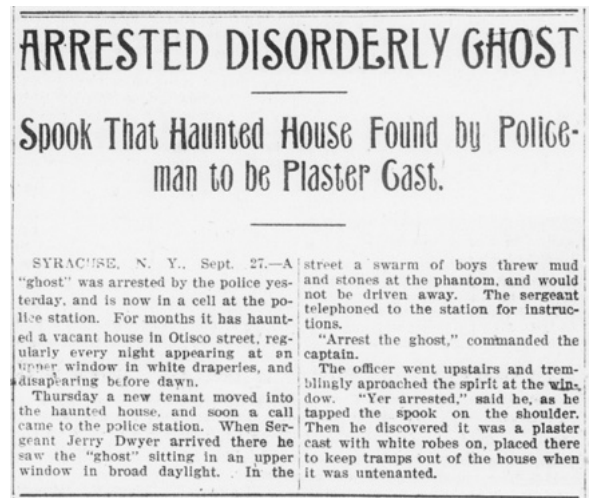 ARRESTED DISORDERLY GHOST
Spook That Haunted House Found by Police-
man to be Plaster Cast.
SYRACUSE, N. Y., Sept. 27.—A
"ghost" was arrested by the police yes-
terday, and is now in a cell at the po-
lice station. For months it has haunt-
ed a vacant house in Otisco street, reg-
ularly every night appearing at an
upper window in white draperies, and
disapearing before dawn.
Thursday a new tenant moved into
the haunted house, and soon a call
came to the police station. When Ser-
geant Jerry Dwyer arrived there he
saw the "ghost" sitting in an upper
window in broad daylight. In the
street a swarm of boys threw mud
and stones at the phantom, and would
not be driven away. The sergeant
telephoned to the station for instruc-
tions.
"Arrest the ghost," commanded the
captain.
The officer went upstairs and trem-
blingly aproached the spirit at the win-
dow. "Yer arrested," said he, as he
tapped the spook on the shoulder.
Then he discovered it was a plaster
cast with white robes on, placed there
to keep tramps out of the house when
it was untenanted.